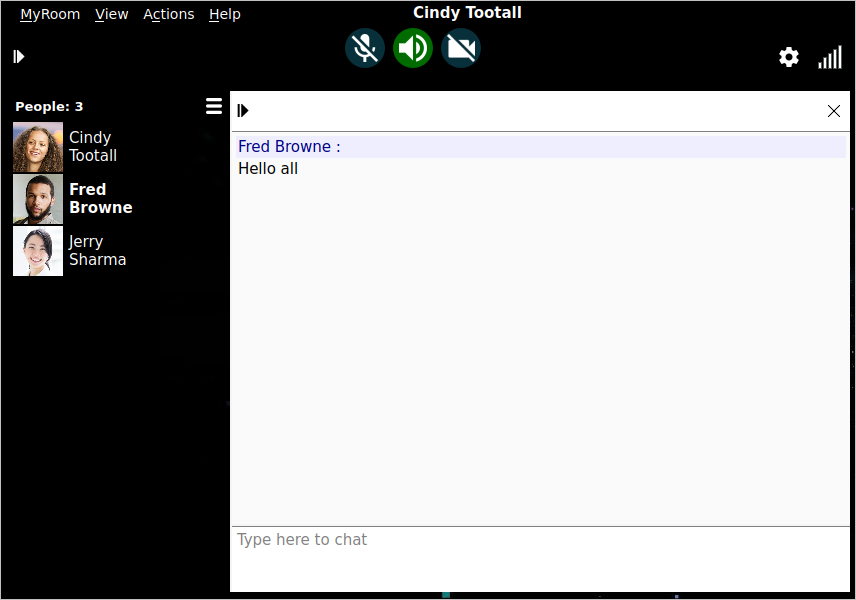 MyRoom View Actions Help
Cindy Tootall
People: 3
Cindy
Tootall
Fred
Browne
Jerry
Sharma
Fred Browne :
Hello all
Type here to chat